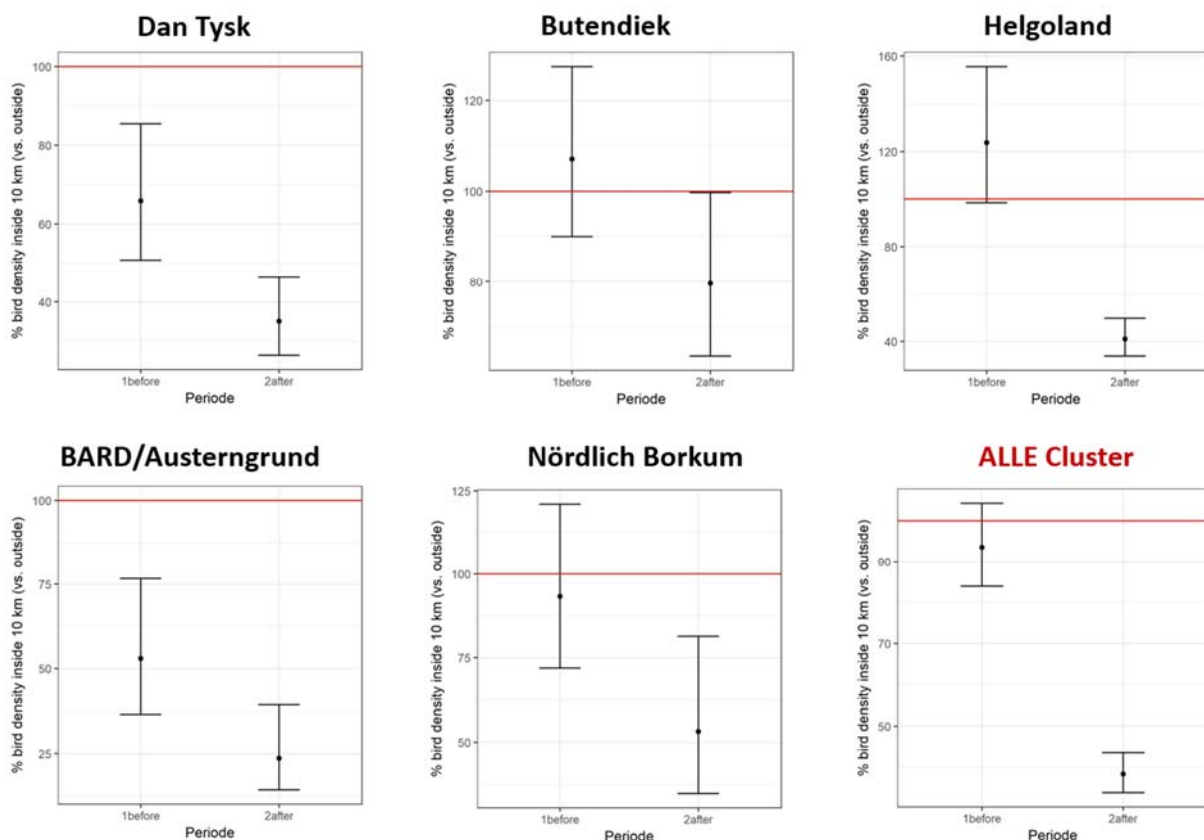 Dan Tysk
% bird density inside 10 km (vs. outside)
100
80
60
40
1before
2after
Periode
Butendiek
% bird density inside 10 km (vs. outside)
120
100
80
1before
2after
Periode
Helgoland
% bird density inside 10 km (vs. outside)
160
120
80
40
1before
2after
Periode
BARD/Austerngrund
% bird density inside 10 km (vs. outside)
100
75
50
25
1before
2after
Periode
Nördlich Borkum
% bird density inside 10 km (vs. outside)
125
100
75
50
1before
2after
Periode
ALLE Cluster
% bird density inside 10 km (vs. outside)
90
70
50
1before
2after
Periode